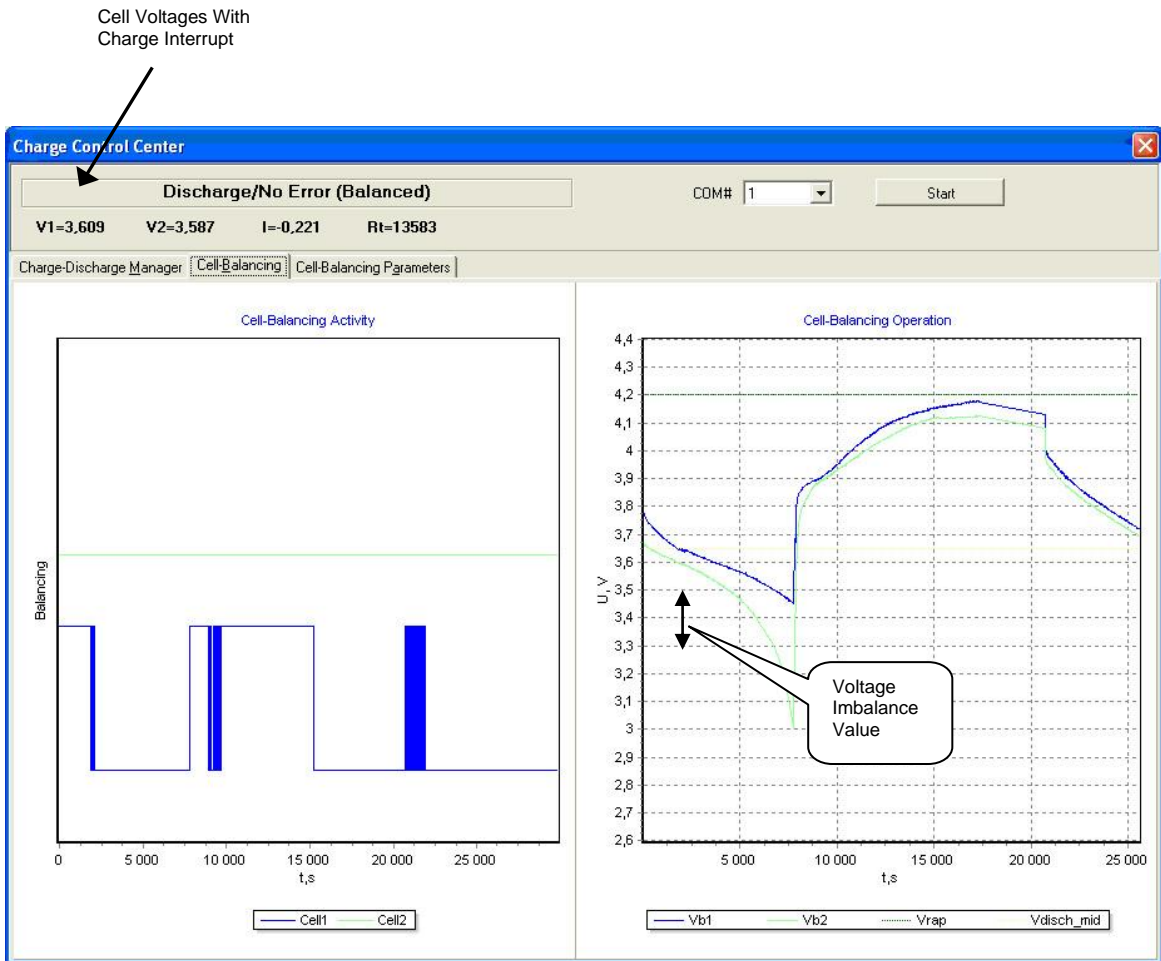 Cell Voltages With
Charge Interrupt
Charge Control Center
Discharge/No Error (Balanced)
COM# 1
Start
V1=3,609 V2=3,587 I=-0,221 Rt=13583
Charge-Discharge Manager Cell-Balancing Cell-Balancing Parameters
Cell-Balancing Activity
Balancing
0 5 000 10 000 15 000 20 000 25 000
t,s
Cell1 Cell2
Cell-Balancing Operation
4,4
4,3
4,2
4,1
4
3,9
3,8
3,7
3,6
3,5
3,4
3,3
3,2
3,1
3
2,9
2,8
2,7
2,6
U, V
Voltage
Imbalance
Value
5 000 10 000 15 000 20 000 25 000
t,s
Vb1 Vb2 Vrap Vdisch_mid